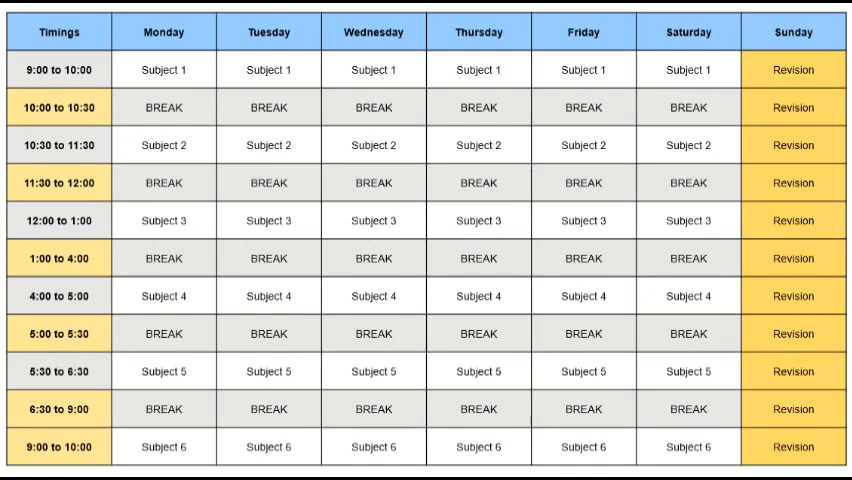 Timings Monday Tuesday Wednesday Thursday Friday Saturday Sunday
9:00 to 10:00 Subject 1 Subject 1 Subject 1 Subject 1 Subject 1 Subject 1 Revision
10:00 to 10:30 BREAK BREAK BREAK BREAK BREAK BREAK Revision
10:30 to 11:30 Subject 2 Subject 2 Subject 2 Subject 2 Subject 2 Subject 2 Revision
11:30 to 12:00 BREAK BREAK BREAK BREAK BREAK BREAK Revision
12:00 to 1:00 Subject 3 Subject 3 Subject 3 Subject 3 Subject 3 Subject 3 Revision
1:00 to 4:00 BREAK BREAK BREAK BREAK BREAK BREAK Revision
4:00 to 5:00 Subject 4 Subject 4 Subject 4 Subject 4 Subject 4 Subject 4 Revision
5:00 to 5:30 BREAK BREAK BREAK BREAK BREAK BREAK Revision
5:30 to 6:30 Subject 5 Subject 5 Subject 5 Subject 5 Subject 5 Subject 5 Revision
6:30 to 9:00 BREAK BREAK BREAK BREAK BREAK BREAK Revision
9:00 to 10:00 Subject 6 Subject 6 Subject 6 Subject 6 Subject 6 Subject 6 Revision